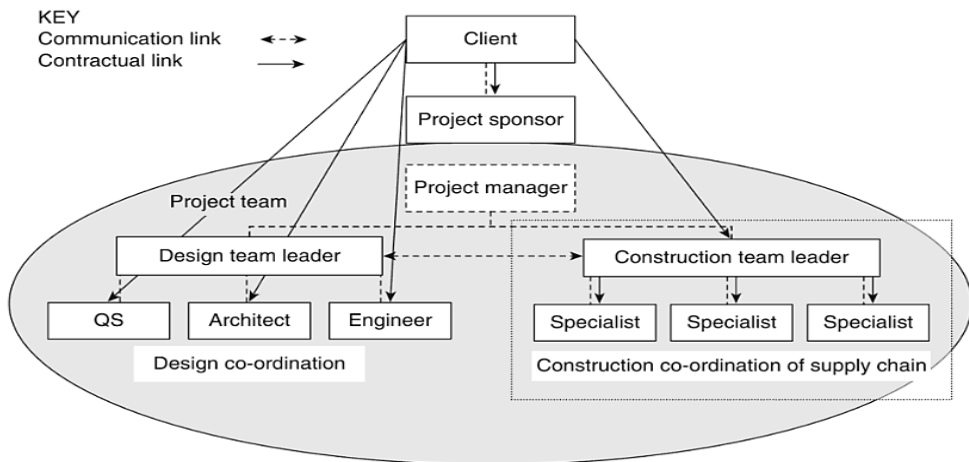 KEY
Communication link
Contractual link
Client
Project sponsor
Project manager
Project team
Design team leader
Construction team leader
QS
Architect
Engineer
Specialist
Specialist
Specialist
Design co-ordination
Construction co-ordination of supply chain